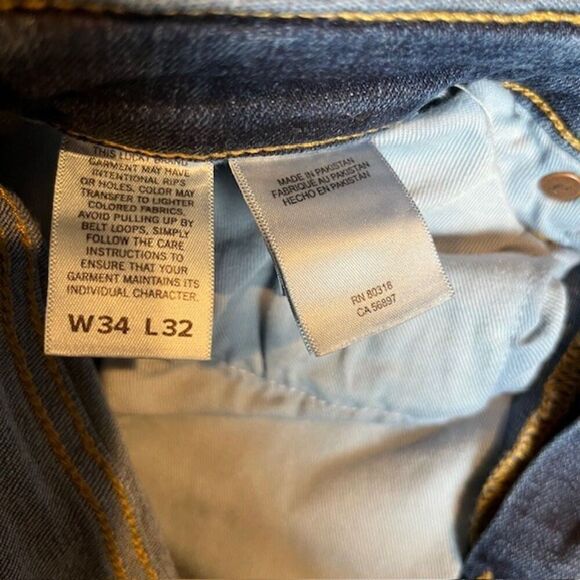 THIS LUCKY BRAND
GARMENT MAY HAVE
INTENTIONAL RIPS
OR HOLES. COLOR MAY
TRANSFER TO LIGHTER
COLORED FABRICS.
AVOID PULLING UP BY
BELT LOOPS, SIMPLY
FOLLOW THE CARE
INSTRUCTIONS TO
ENSURE THAT YOUR
GARMENT MAINTAINS ITS
INDIVIDUAL CHARACTER.
W34 L32
MADE IN PAKISTAN
FABRIQUE AU PAKISTAN
HECHO EN PAKISTAN
RN 80318
CA 56897